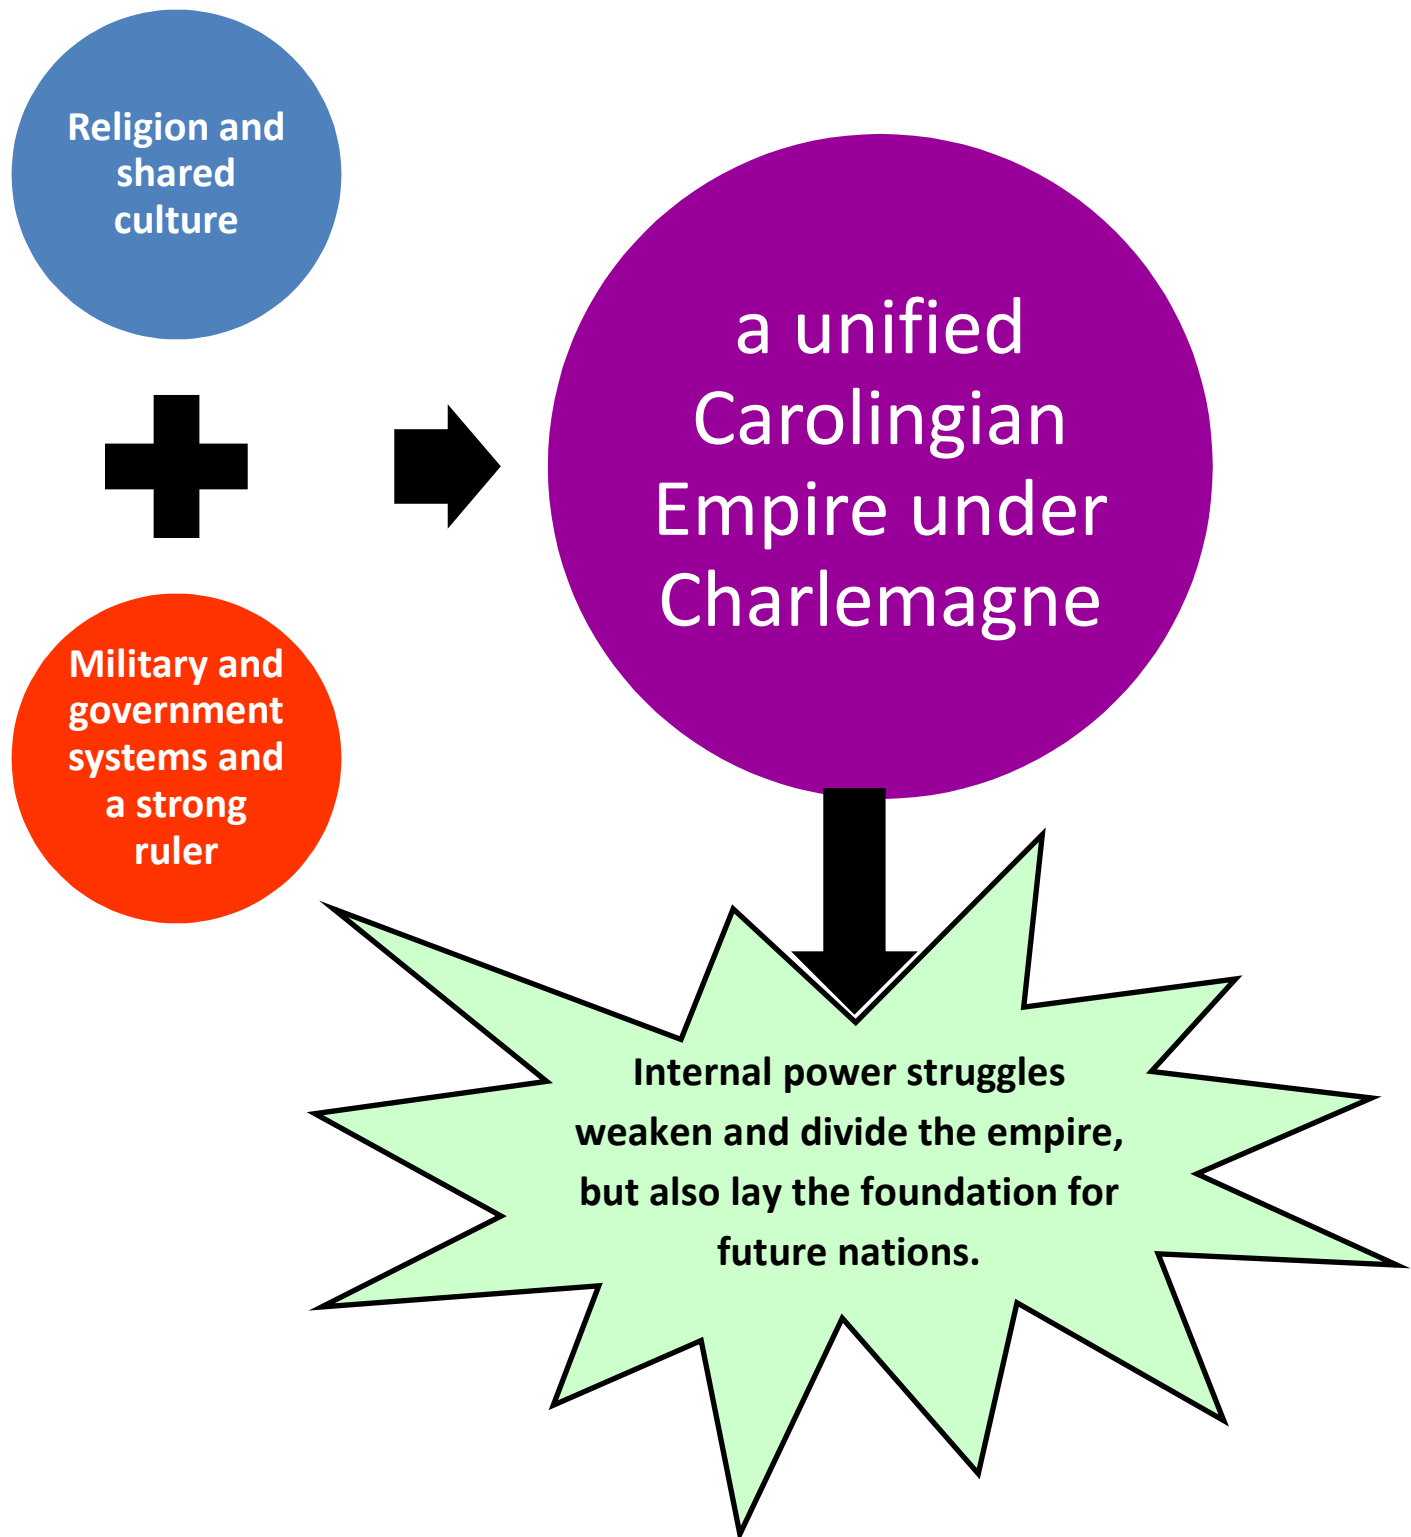 Religion and
shared
culture
Military and
government
systems and
a strong
ruler
a unified
Carolingian
Empire under
Charlemagne
Internal power struggles
weaken and divide the empire,
but also lay the foundation for
future nations.